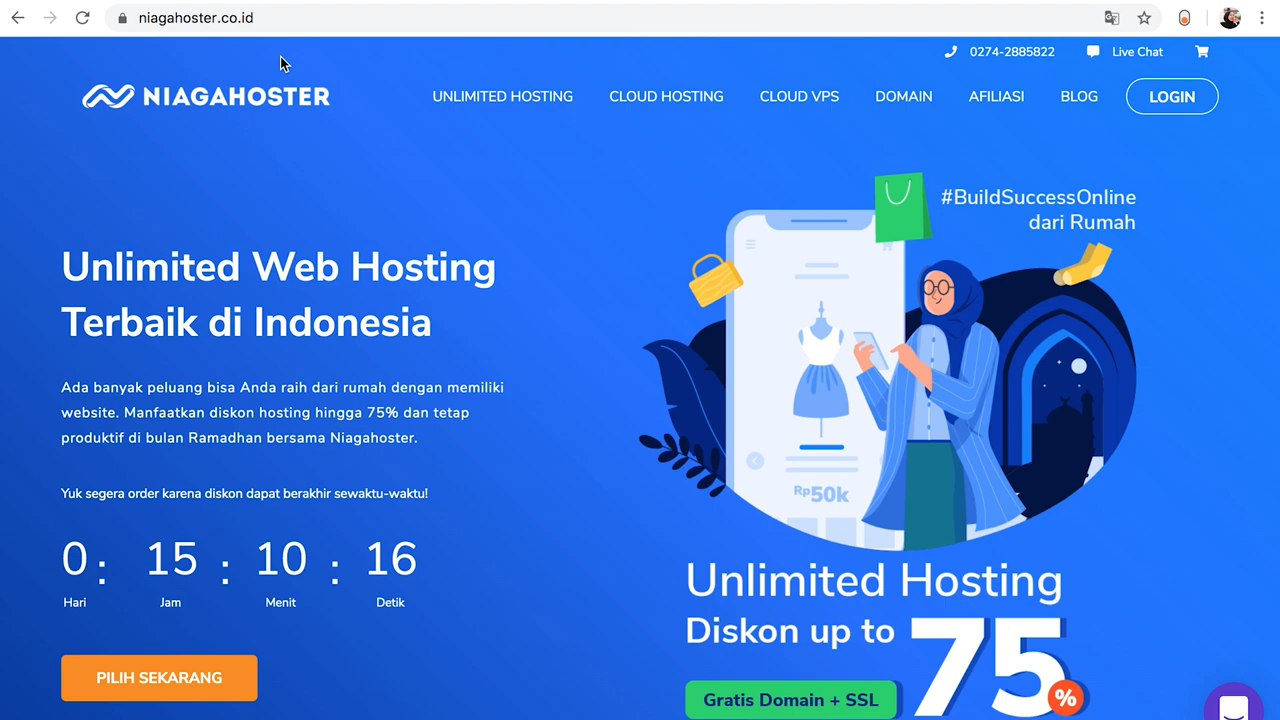 niagahoster.co.id
0274-2885822 Live Chat
NIAGAHOSTER UNLIMITED HOSTING CLOUD HOSTING CLOUD VPS DOMAIN AFILIASI BLOG LOGIN
#BuildSuccessOnline
dari Rumah
Unlimited Web Hosting
Terbaik di Indonesia
Ada banyak peluang bisa Anda raih dari rumah dengan memiliki
website. Manfaatkan diskon hosting hingga 75% dan tetap
produktif di bulan Ramadhan bersama Niagahoster.
Yuk segera order karena diskon dapat berakhir sewaktu-waktu!
0 : 15 : 10 : 16
Hari Jam Menit Detik
PILIH SEKARANG
Rp50k
Unlimited Hosting
Diskon up to 75%
Gratis Domain + SSL